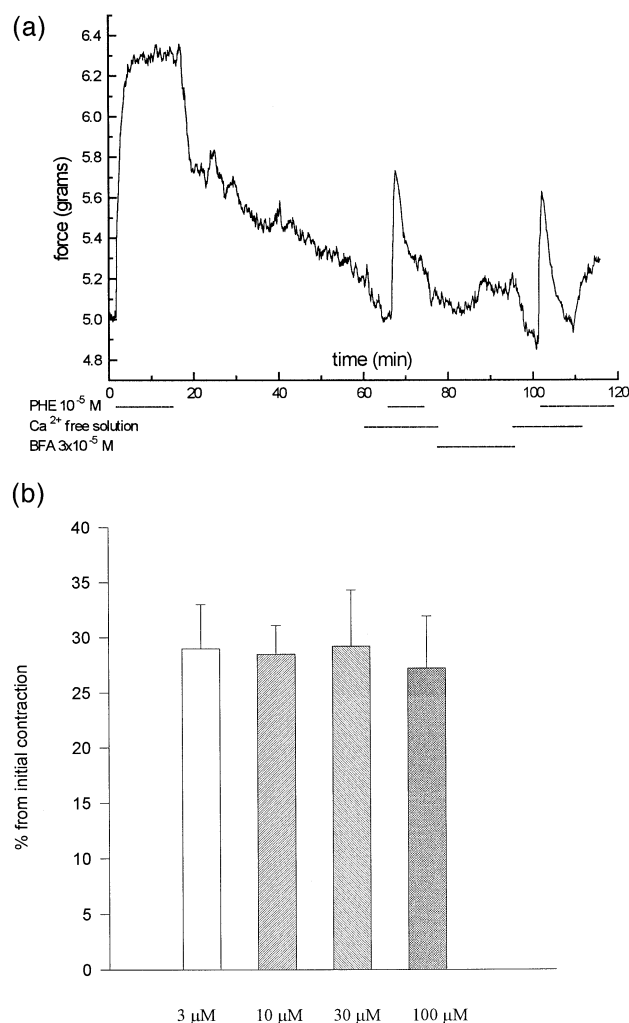 (a)
force (grams)
6.4
6.2
6.0
5.8
5.6
5.4
5.2
5.0
4.8
time (min)
0 20 40 60 80 100 120
PHE 10⁻⁵ M
Ca ²⁺ free solution
BFA 3x10⁻⁵ M
(b)
% from initial contraction
40
35
30
25
20
15
10
5
0
3 µM 10 µM 30 µM 100 µM